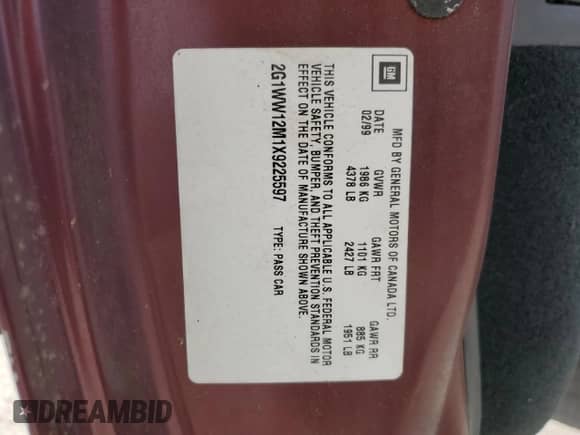 GM
MFD BY GENERAL MOTORS OF CANADA LTD.
DATE GVWR GAWR FRT GAWR RR
02/99 1986 KG 1101 KG 885 KG
4378 LB 2427 LB 1951 LB
THIS VEHICLE CONFORMS TO ALL APPLICABLE U.S. FEDERAL MOTOR
VEHICLE SAFETY, BUMPER, AND THEFT PREVENTION STANDARDS IN
EFFECT ON THE DATE OF MANUFACTURE SHOWN ABOVE.
2G1WW12M1X9225597 TYPE: PASS CAR
DREAMBID